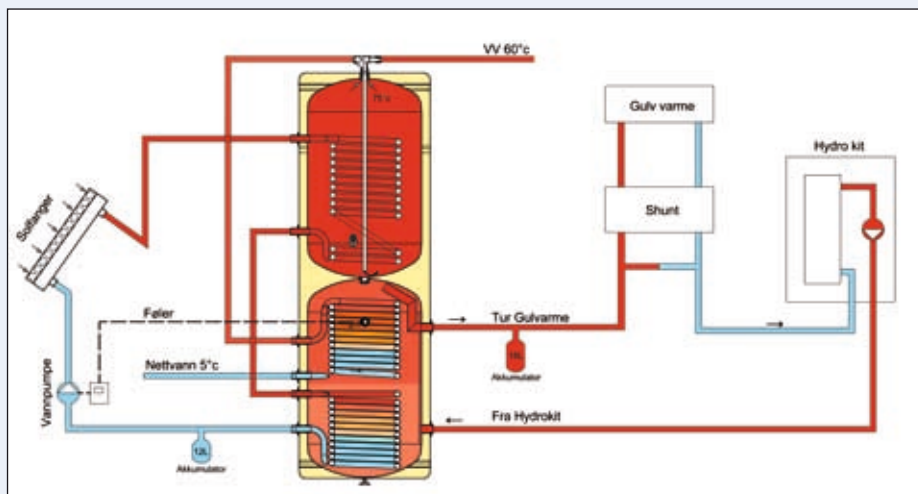 VV 60°c
Gulv varme
Hydro kit
Shunt
Solfanger
Føler
Tur Gulvarme
Nettvann 5°c
Akkumulator
Vannpumpe
Fra Hydrokit
12L
Akkumulator